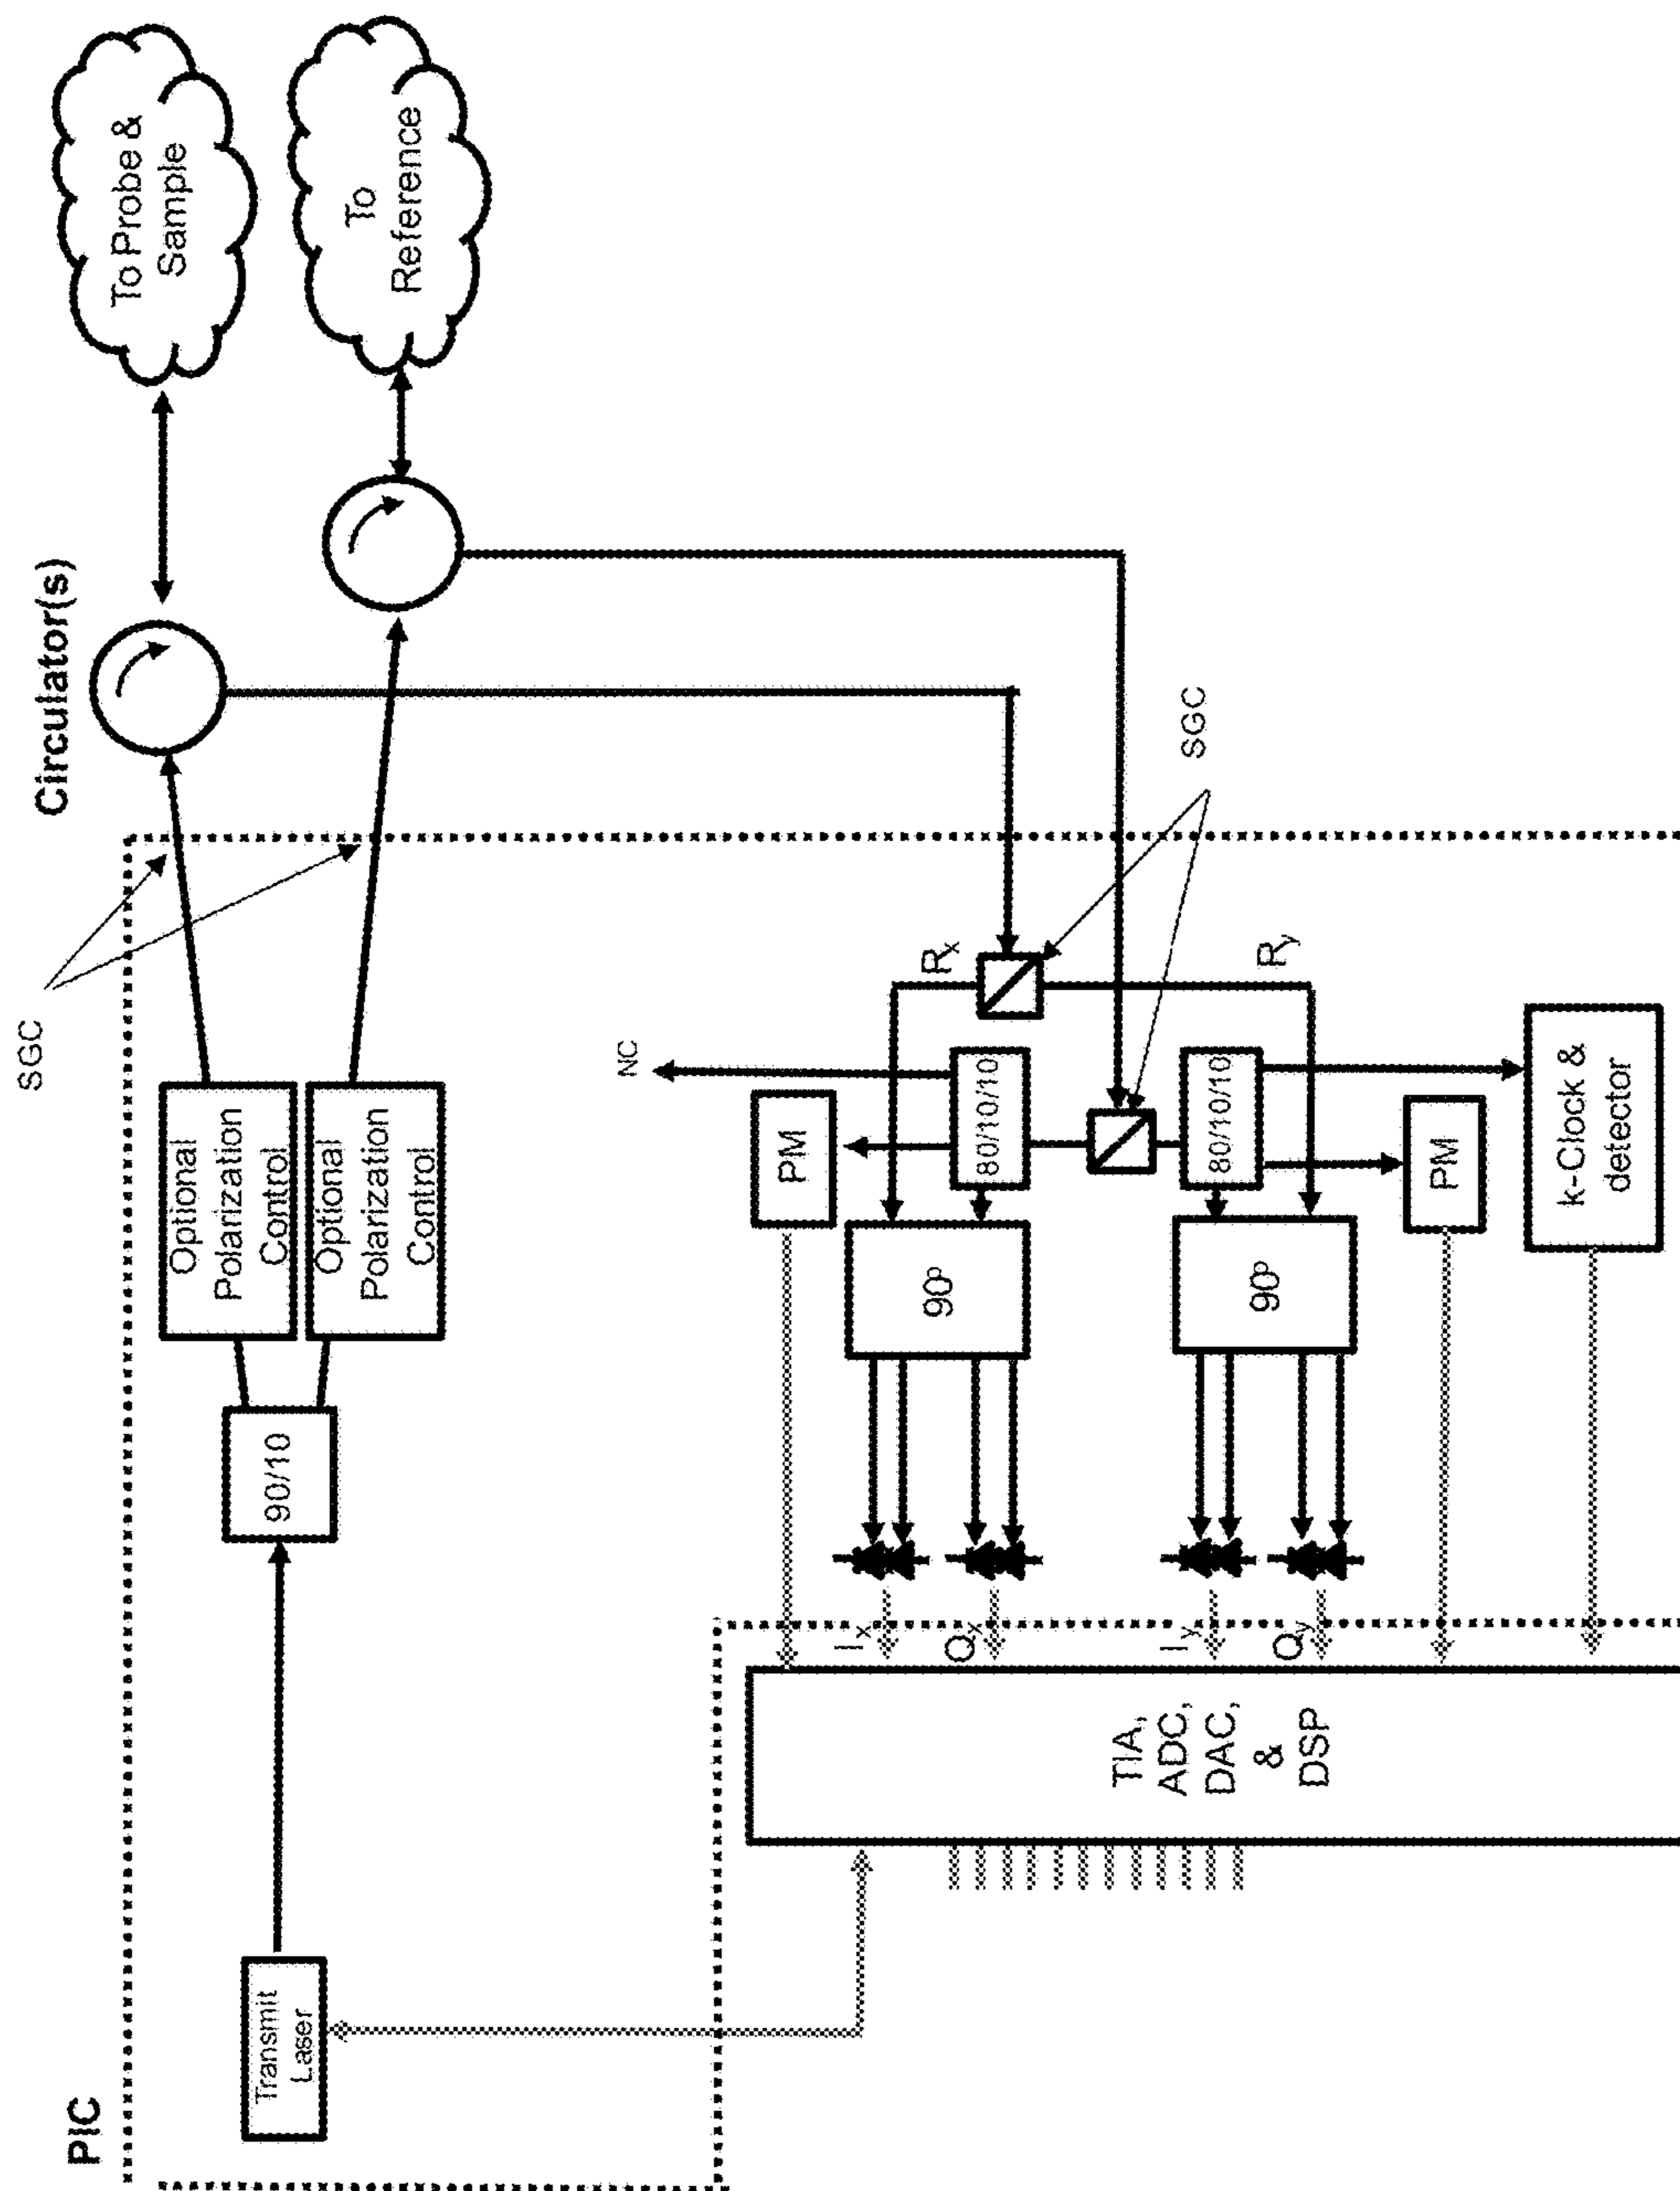 PIC
Transmit
Laser
90/10
Optional
Polarization
Control
Optional
Polarization
Control
SGC
Circulator(s)
To Probe &
Sample
To
Reference
NC
PM
Rx
80/10/10
90º
SGC
80/10/10
Ry
90º
PM
k-Clock &
detector
Ix
Qx
Iy
Qy
TIA,
ADC,
DAC,
&
DSP